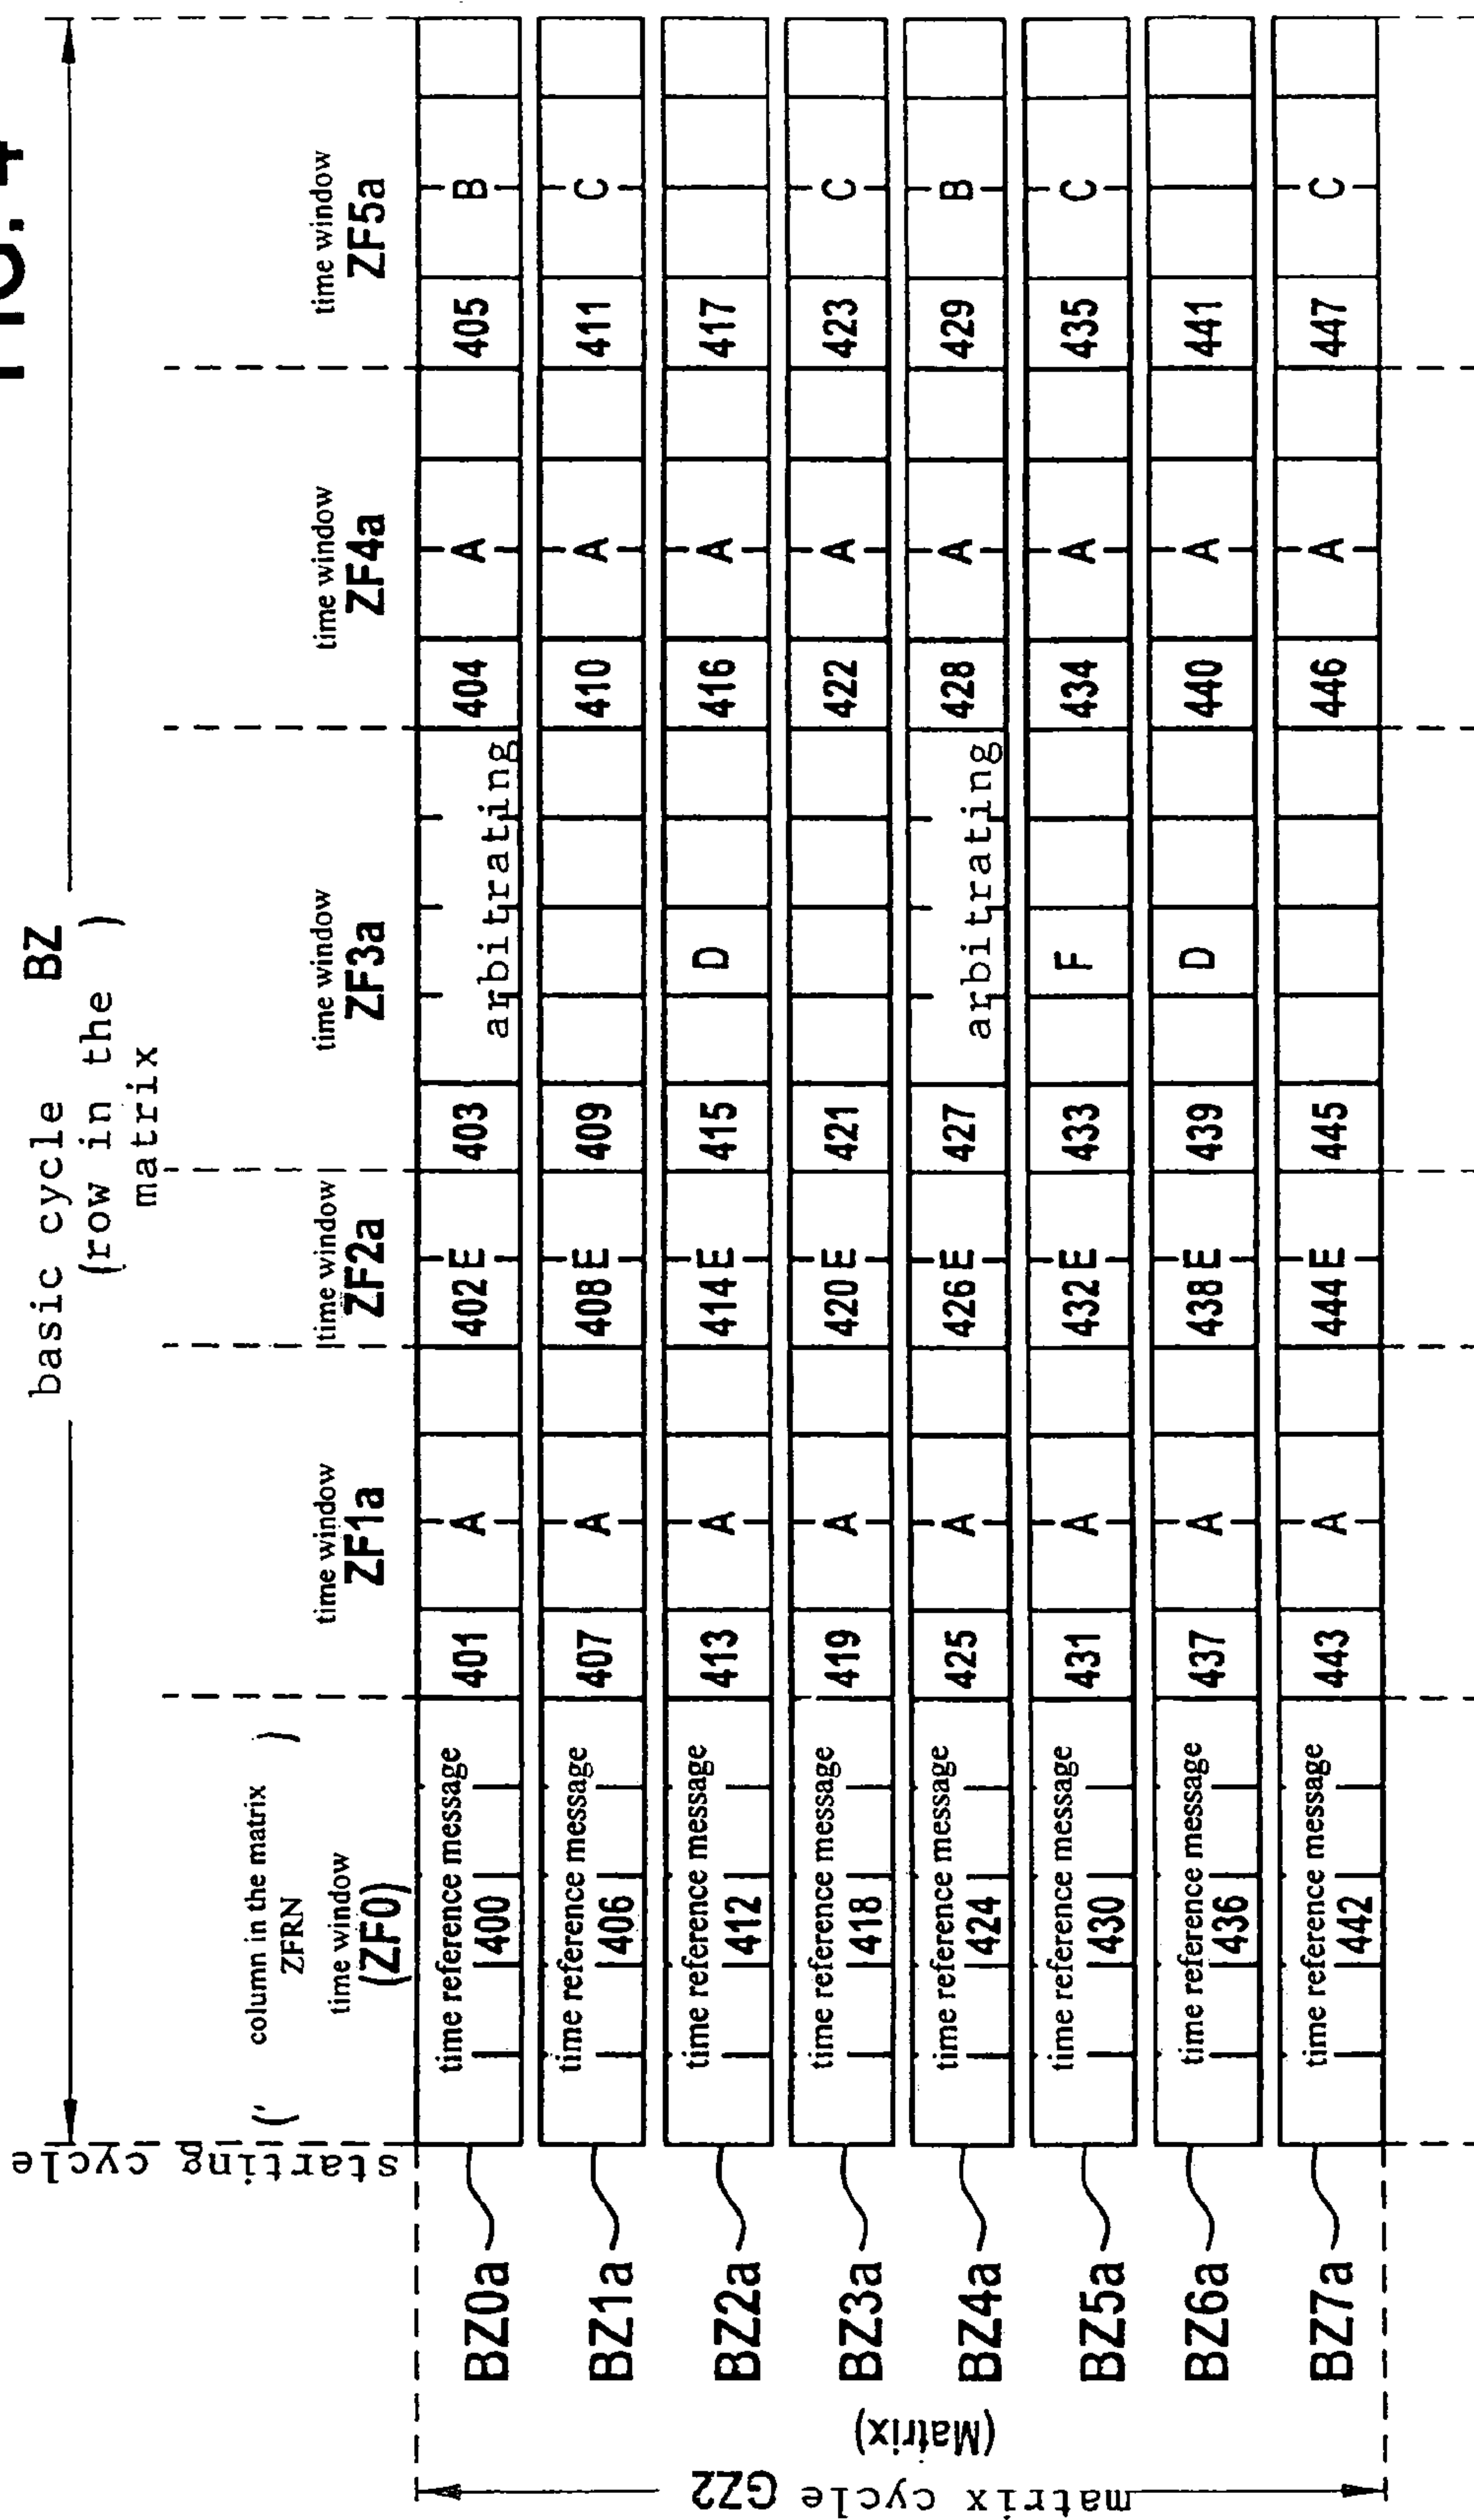 FIG. 4
basic cycle BZ
(row in the )
matrix
starting cycle
( column in the matrix )
ZFRN
time window
(ZF0)
time window
ZF1a
time window
ZF2a
time window
ZF3a
time window
ZF4a
time window
ZF5a
BZ0a
time reference message
400
401 A
402 E
403 arbitrating
404 A
405 B
BZ1a
time reference message
406
407 A
408 E
409
410 A
411 C
BZ2a
time reference message
412
413 A
414 E
415 D
416 A
417
BZ3a
time reference message
418
419 A
420 E
421
422 A
423 C
BZ4a
time reference message
424
425 A
426 E
427 arbitrating
428 A
429 B
BZ5a
time reference message
430
431 A
432 E
433 F
434 A
435 C
BZ6a
time reference message
436
437 A
438 E
439 D
440 A
441
BZ7a
time reference message
442
443 A
444 E
445
446 A
447 C
matrix cycle GZ2
(Matrix)